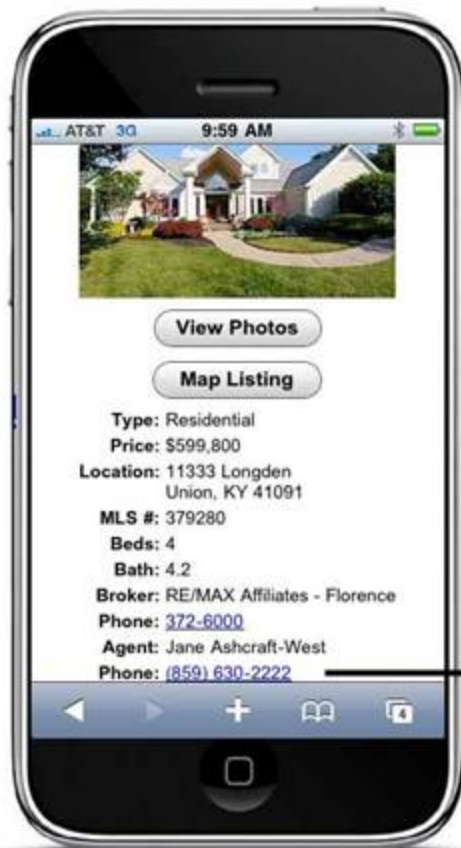 AT&T 3G 9:59 AM
View Photos
Map Listing
Type: Residential
Price: $599,800
Location: 11333 Longden
Union, KY 41091
MLS #: 379280
Beds: 4
Bath: 4.2
Broker: RE/MAX Affiliates - Florence
Phone: 372-6000
Agent: Jane Ashcraft-West
Phone: (859) 630-2222
4